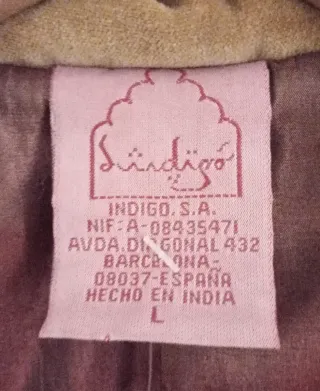 Indigo
INDIGO, S.A.
NIF: A-08435471
AVDA. DIAGONAL 432
BARCELONA-
08037-ESPAÑA
HECHO EN INDIA
L